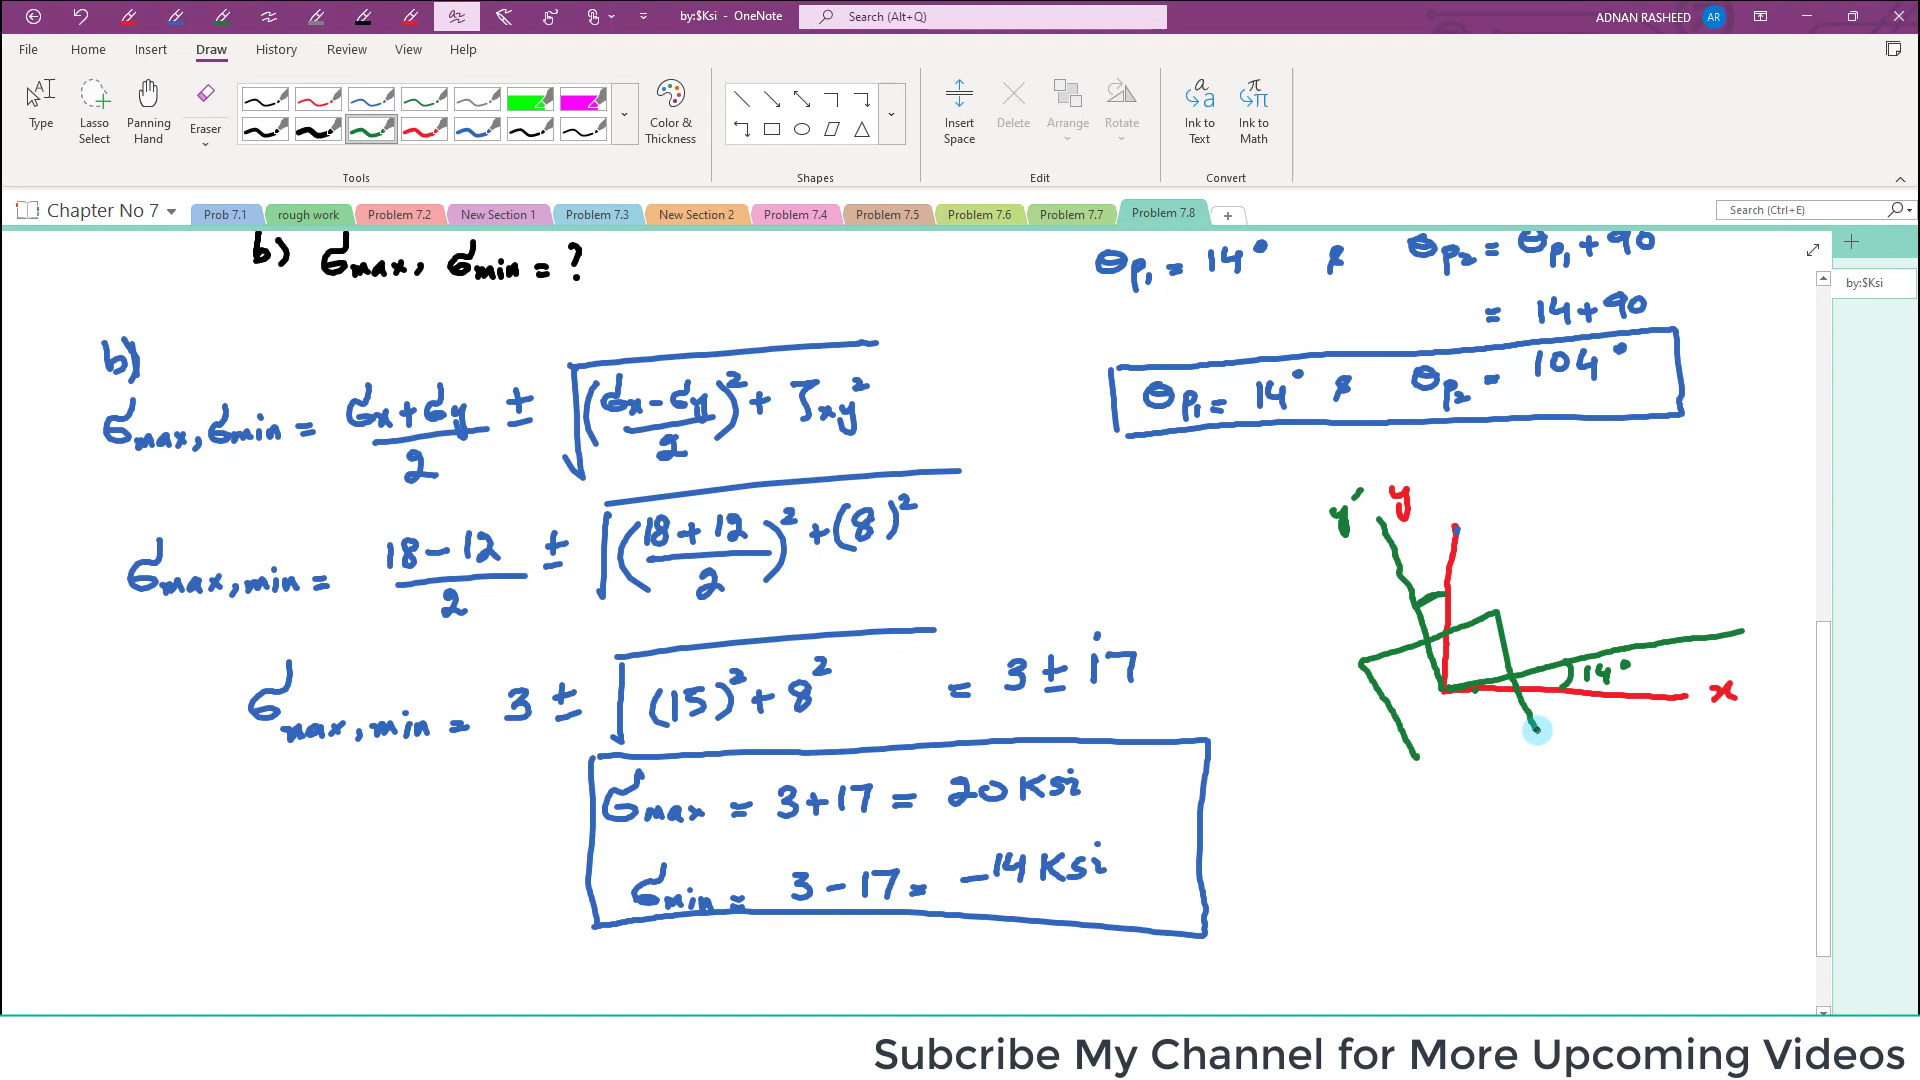 by:$Ksi - OneNote
Search (Alt+Q)
ADNAN RASHEED AR
File Home Insert Draw History Review View Help
Type
Lasso Select
Panning Hand
Eraser
Color & Thickness
Insert Space
Delete
Arrange
Rotate
Ink to Text
Ink to Math
Tools
Shapes
Edit
Convert
Chapter No 7
Prob 7.1
rough work
Problem 7.2
New Section 1
Problem 7.3
New Section 2
Problem 7.4
Problem 7.5
Problem 7.6
Problem 7.7
Problem 7.8
Search (Ctrl+E)
by:$Ksi
b) σmax, σmin = ?
θp₁ = 14° & θp₂ = θp₁ + 90
= 14+90
θp₁ = 14° & θp₂ = 104°
b)
σmax, σmin = (σx+σy)/2 ± √((σx-σy)/2)² + τxy²
σmax,min = (18-12)/2 ± √((18+12)/2)² + (8)²
σmax,min = 3 ± √(15)² + 8² = 3 ± 17
σmax = 3+17 = 20 Ksi
σmin = 3-17 = -14 Ksi
y' y
14°
x
Subcribe My Channel for More Upcoming Videos